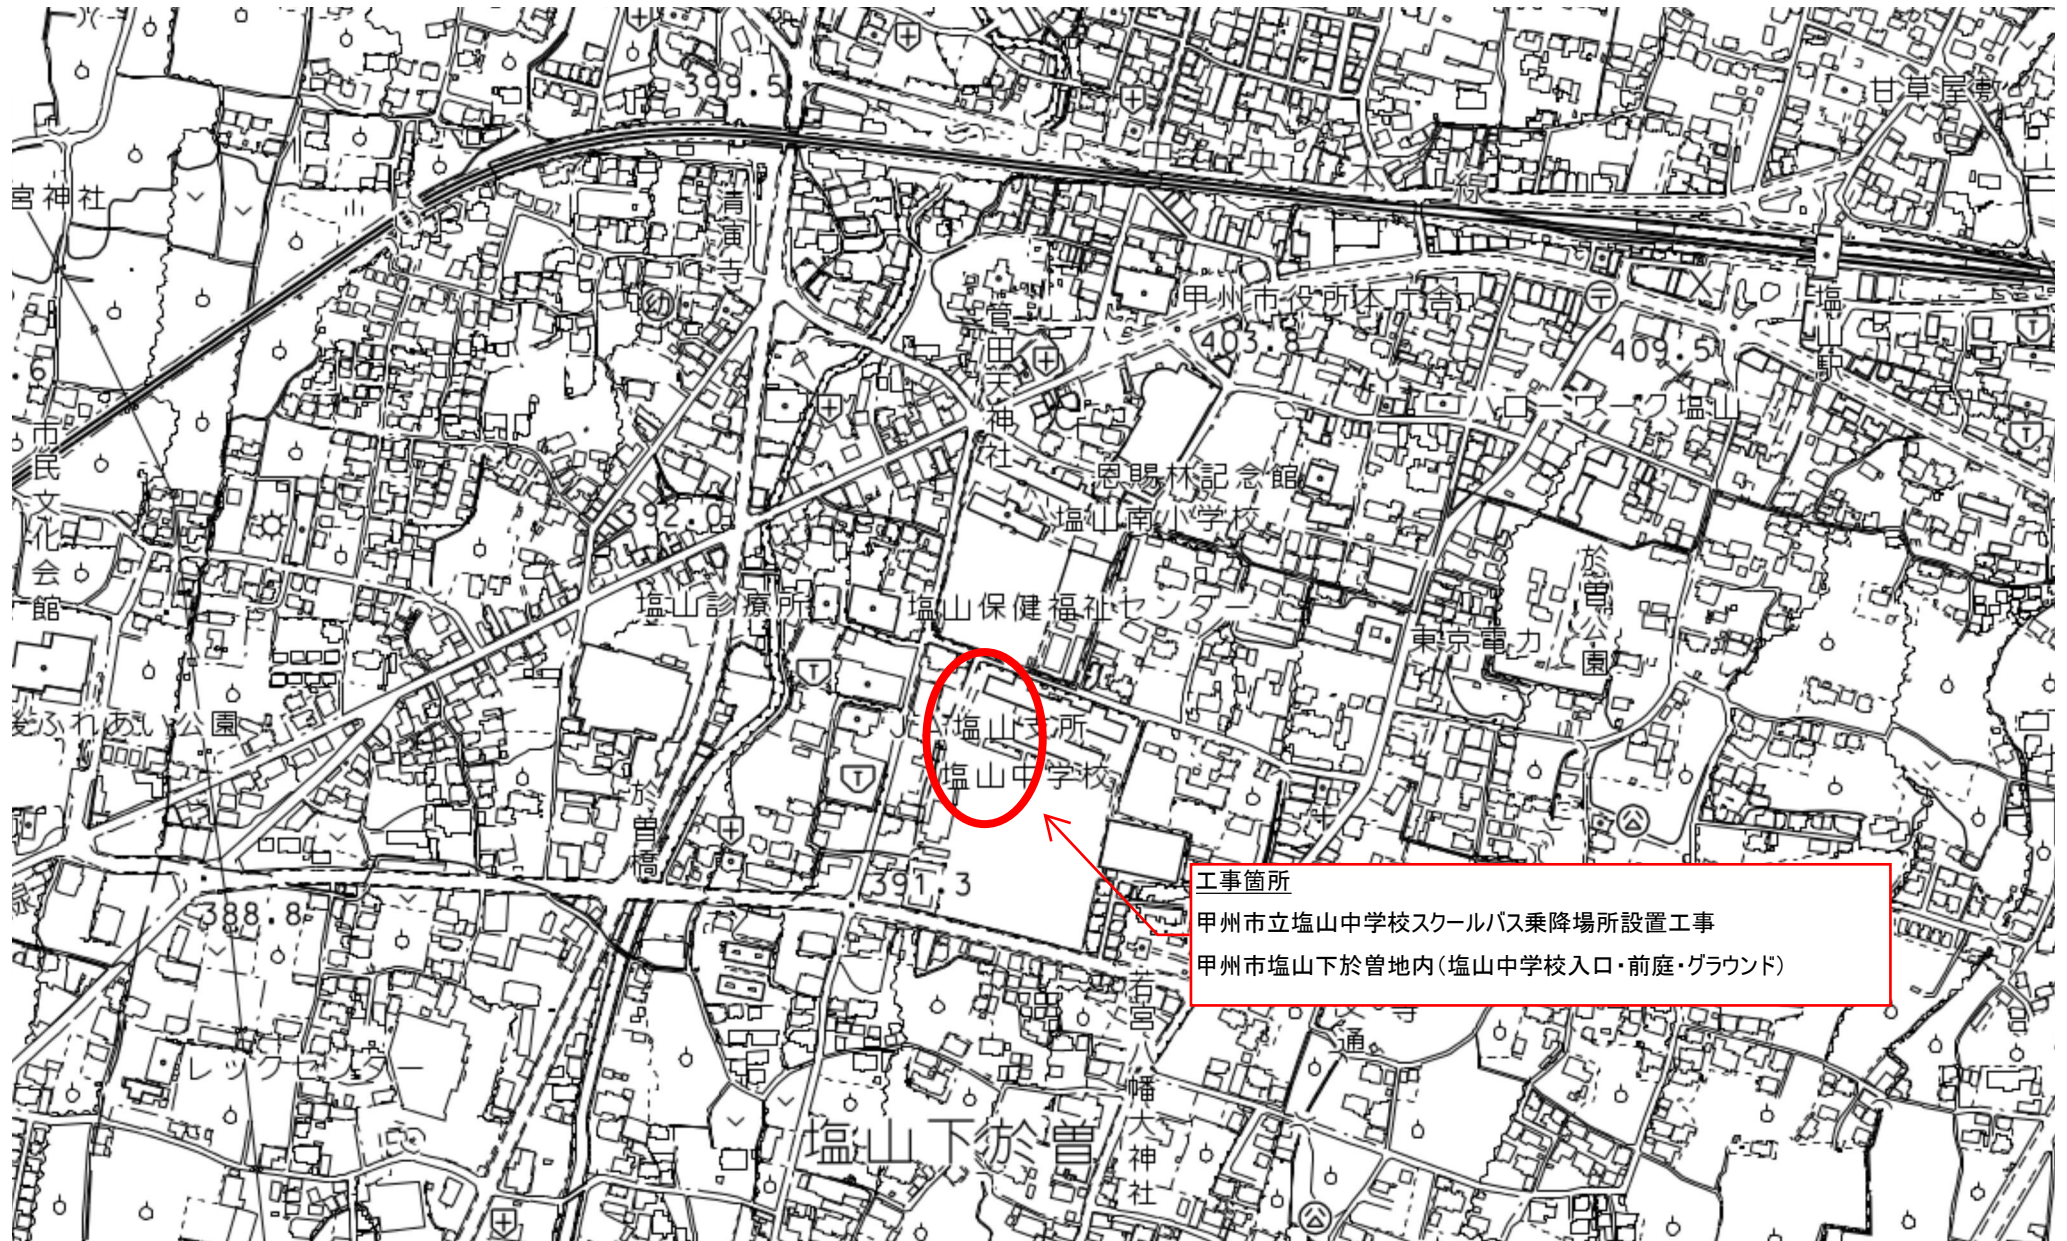 399.5
甘草屋敷
JR中央本線
宮神社
清寅寺
幼
甲州市役所本庁舎
塩山駅
菅田天神社
403.8
409.5
ハローワーク塩山
市民文化会館
恩賜林記念館
塩山南小学校
392.0
於曽公園
塩山診療所
塩山保健福祉センター
東京電力
ふれあい公園
塩山支所
塩山中学校
於曽橋
391.3
388.8
工事箇所
甲州市立塩山中学校スクールバス乗降場所設置工事
甲州市塩山下於曽地内(塩山中学校入口・前庭・グラウンド)
若宮八幡大神社
通
塩山下於曽